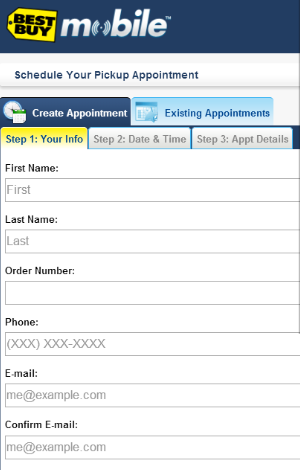 BEST BUY mobile™
Schedule Your Pickup Appointment
Create Appointment Existing Appointments
Step 1: Your Info Step 2: Date & Time Step 3: Appt Details
First Name:
First
Last Name:
Last
Order Number:
Phone:
(XXX) XXX-XXXX
E-mail:
me@example.com
Confirm E-mail:
me@example.com